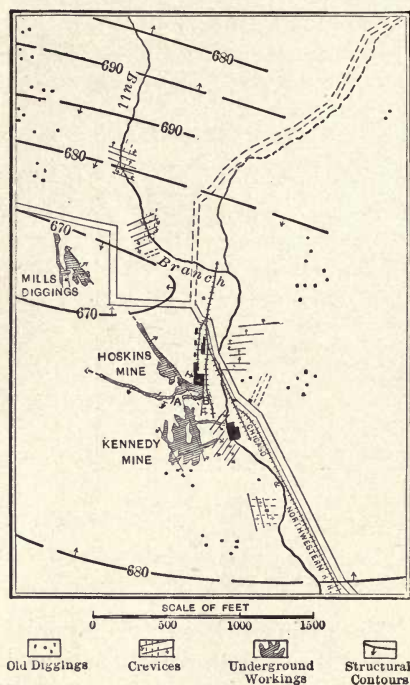 680
690
Bull
690
680
670
Branch
MILLS
DIGGINGS
670
HOSKINS
MINE
A
B
KENNEDY
MINE
CHICAGO
&
NORTHWESTERN R.R.
680
SCALE OF FEET
0 500 1000 1500
Old Diggings
Crevices
Underground
Workings
Structural
Contours